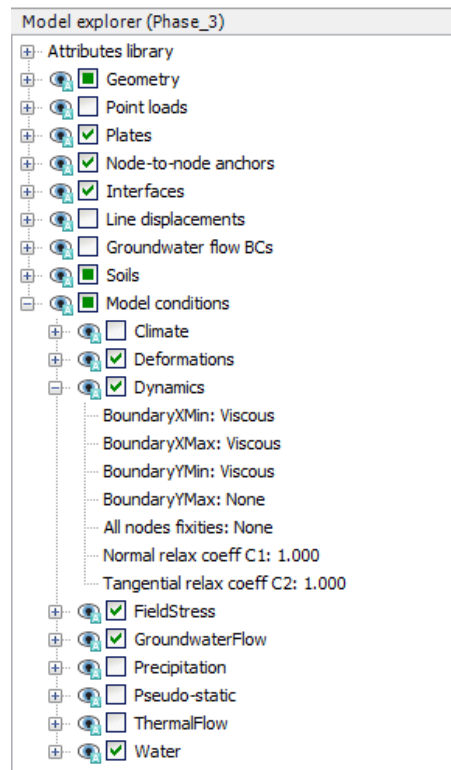 Model explorer (Phase_3)
Attributes library
Geometry
Point loads
Plates
Node-to-node anchors
Interfaces
Line displacements
Groundwater flow BCs
Soils
Model conditions
Climate
Deformations
Dynamics
BoundaryXMin: Viscous
BoundaryXMax: Viscous
BoundaryYMin: Viscous
BoundaryYMax: None
All nodes fixities: None
Normal relax coeff C1: 1.000
Tangential relax coeff C2: 1.000
FieldStress
GroundwaterFlow
Precipitation
Pseudo-static
ThermalFlow
Water